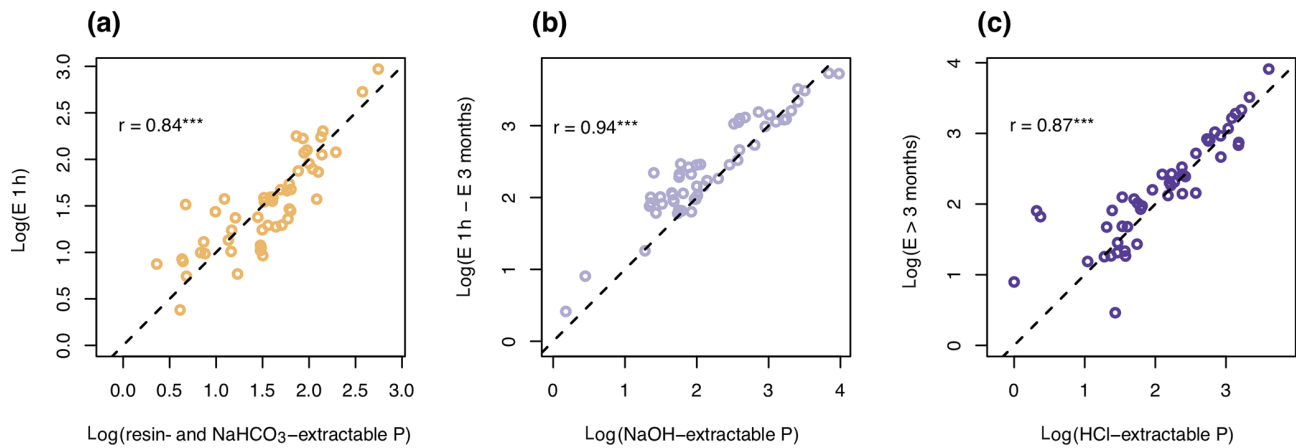 (a)
r = 0.84***
Log(E 1 h)
0.0 0.5 1.0 1.5 2.0 2.5 3.0
0.0 0.5 1.0 1.5 2.0 2.5 3.0
Log(resin- and NaHCO₃−extractable P)
(b)
r = 0.94***
Log(E 1h − E 3 months)
0 1 2 3
0 1 2 3 4
Log(NaOH−extractable P)
(c)
r = 0.87***
Log(E > 3 months)
0 1 2 3 4
0 1 2 3
Log(HCl−extractable P)